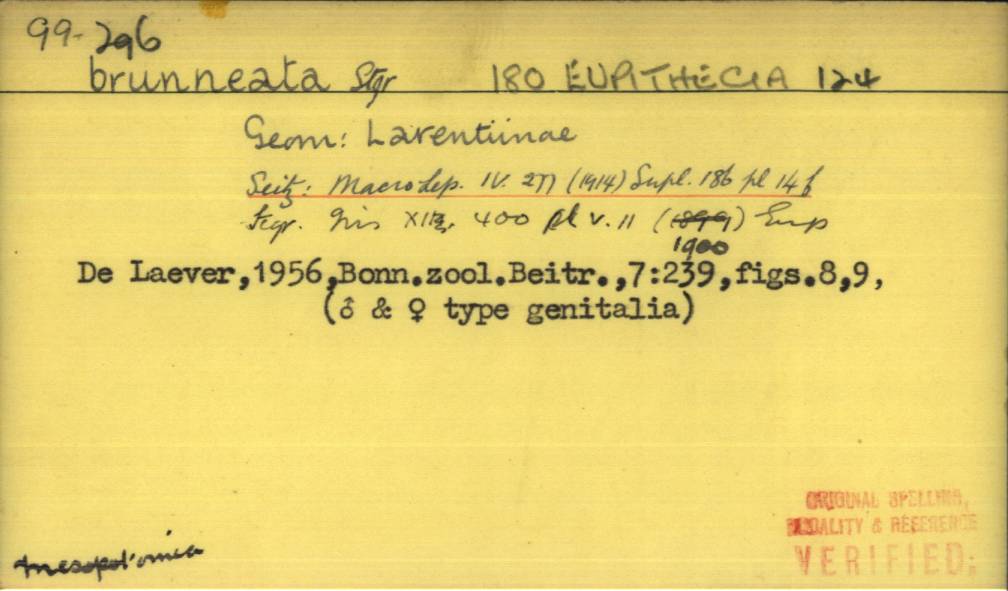 99-296
brunneata Stgr 180 EUPITHECIA 124
Geom: Larentiinae
Seitz: Macrolep. IV. 277 (1914) Supl. 186 pl 14 f
Stgr. Iris XII2, 400 pl v. 11 (1899) Eup
1900
De Laever,1956,Bonn.zool.Beitr.,7:239,figs.8,9,
(♂ & ♀ type genitalia)
ORIGINAL SPELLING,
LOCALITY & REFERENCE
VERIFIED:
mesopotamica